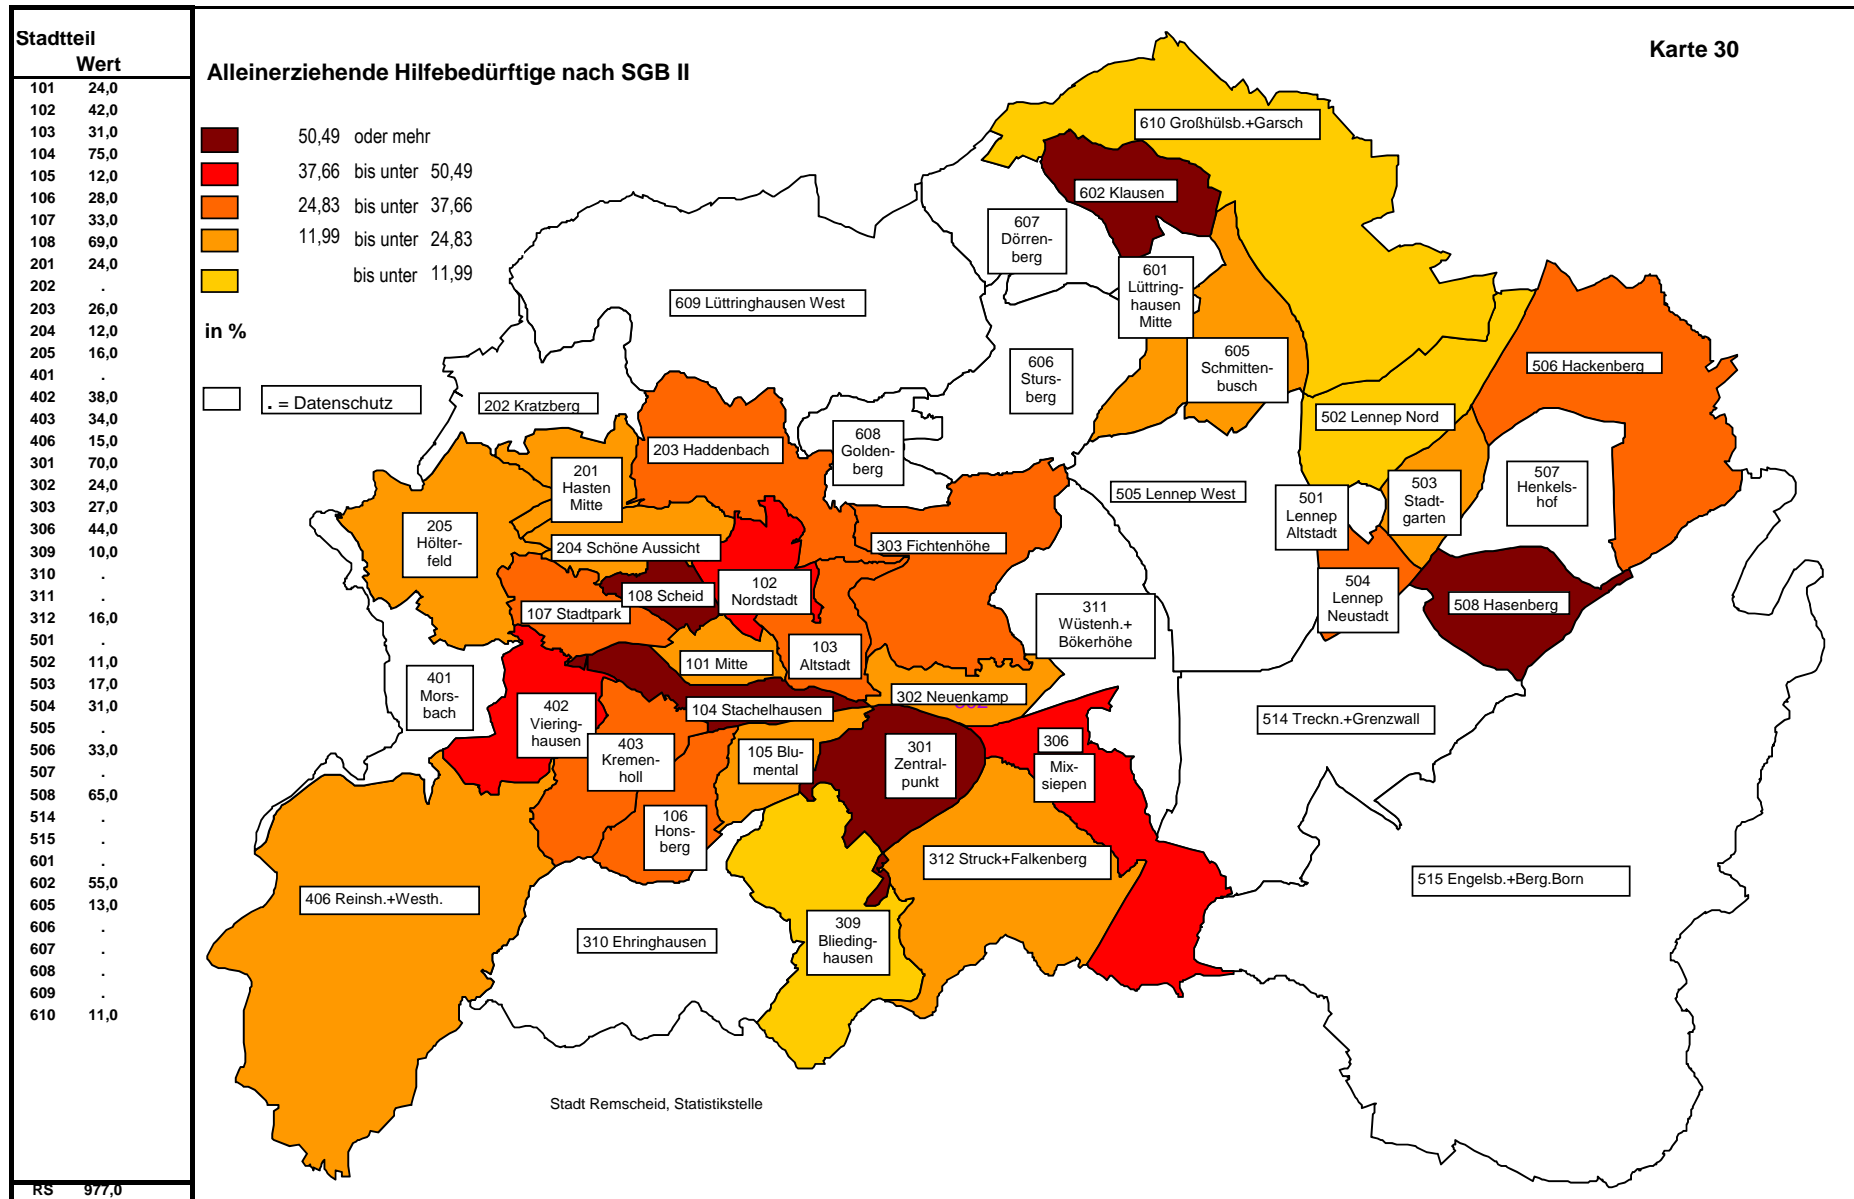 Stadtteil
Wert
101 24,0
102 42,0
103 31,0
104 75,0
105 12,0
106 28,0
107 33,0
108 69,0
201 24,0
202 .
203 26,0
204 12,0
205 16,0
401 .
402 38,0
403 34,0
406 15,0
301 70,0
302 24,0
303 27,0
306 44,0
309 10,0
310 .
311 .
312 16,0
501 .
502 11,0
503 17,0
504 31,0
505 .
506 33,0
507 .
508 65,0
514 .
515 .
601 .
602 55,0
605 13,0
606 .
607 .
608 .
609 .
610 11,0
RS 977,0
Karte 30
Alleinerziehende Hilfebedürftige nach SGB II
50,49 oder mehr
37,66 bis unter 50,49
24,83 bis unter 37,66
11,99 bis unter 24,83
bis unter 11,99
in %
. = Datenschutz
610 Großhülsb.+Garsch
602 Klausen
607
Dörren-
berg
601
Lüttring-
hausen
Mitte
609 Lüttringhausen West
605
Schmitten-
busch
606
Sturs-
berg
506 Hackenberg
502 Lennep Nord
202 Kratzberg
203 Haddenbach
608
Golden-
berg
201
Hasten
Mitte
505 Lennep West
501
Lennep
Altstadt
503
Stadt-
garten
507
Henkels-
hof
205
Hölter-
feld
204 Schöne Aussicht
303 Fichtenhöhe
102
Nordstadt
108 Scheid
107 Stadtpark
504
Lennep
Neustadt
508 Hasenberg
311
Wüstenh.+
Bökerhöhe
103
Altstadt
101 Mitte
401
Mors-
bach
302 Neuenkamp
302
402
Viering-
hausen
104 Stachelhausen
514 Treckn.+Grenzwall
403
Kremen-
holl
105 Blu-
mental
301
Zentral-
punkt
306
Mix-
siepen
106
Hons-
berg
312 Struck+Falkenberg
515 Engelsb.+Berg.Born
406 Reinsh.+Westh.
310 Ehringhausen
309
Blieding-
hausen
Stadt Remscheid, Statistikstelle